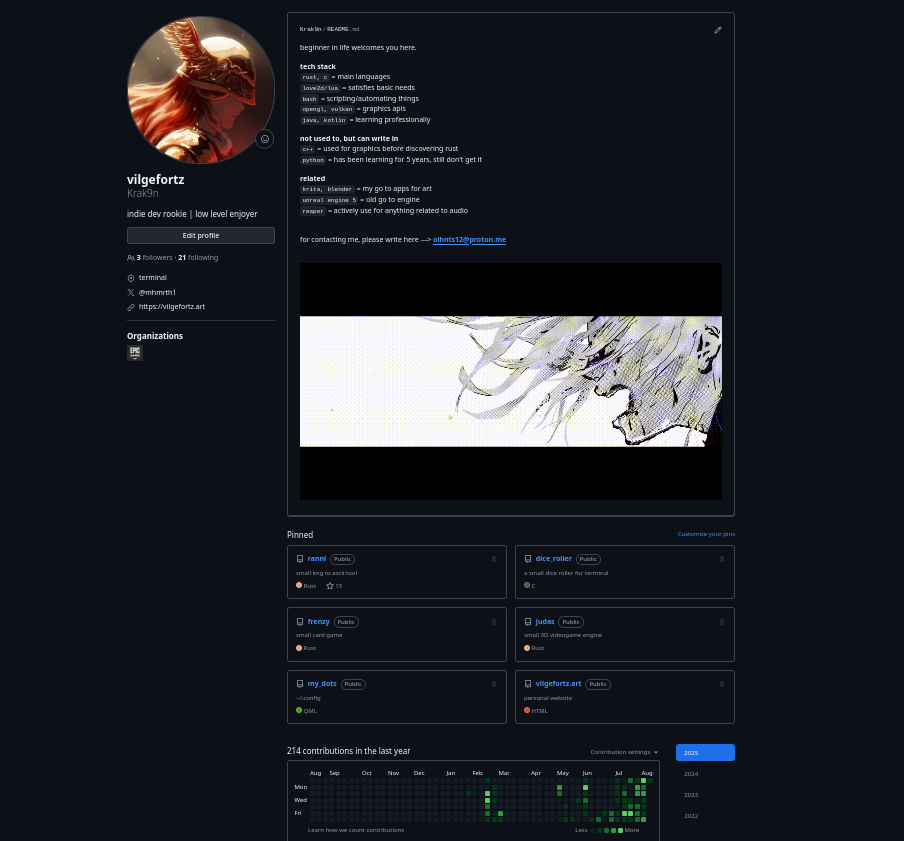 vilgefortz
Krak9n
indie dev rookie | low level enjoyer
Edit profile
3 followers · 21 following
terminal
@mhmrth1
https://vilgefortz.art
Organizations
EPIC
Krak9n/README.md
beginner in life welcomes you here.
tech stack
rust, c = main languages
love2d/lua = satisfies basic needs
bash = scripting/automating things
opengl, vulkan = graphics apis
java, kotlin = learning professionally
not used to, but can write in
c++ = used for graphics before discovering rust
python = has been learning for 5 years, still don't get it
related
krita, blender = my go to apps for art
unreal engine 5 = old go to engine
reaper = actively use for anything related to audio
for contacting me, please write here ---> olhnts12@proton.me
Pinned
Customize your pins
ranni Public
small img to ascii tool
Rust 13
dice_roller Public
a small dice roller for terminal
C
frenzy Public
small card game
Rust
judas Public
small 3D videogame engine
Rust
my_dots Public
~/.config
QML
vilgefortz.art Public
personal website
HTML
214 contributions in the last year
Contribution settings
2025
2024
2023
2022
Aug Sep Oct Nov Dec Jan Feb Mar Apr May Jun Jul Aug
Mon
Wed
Fri
Learn how we count contributions
Less More